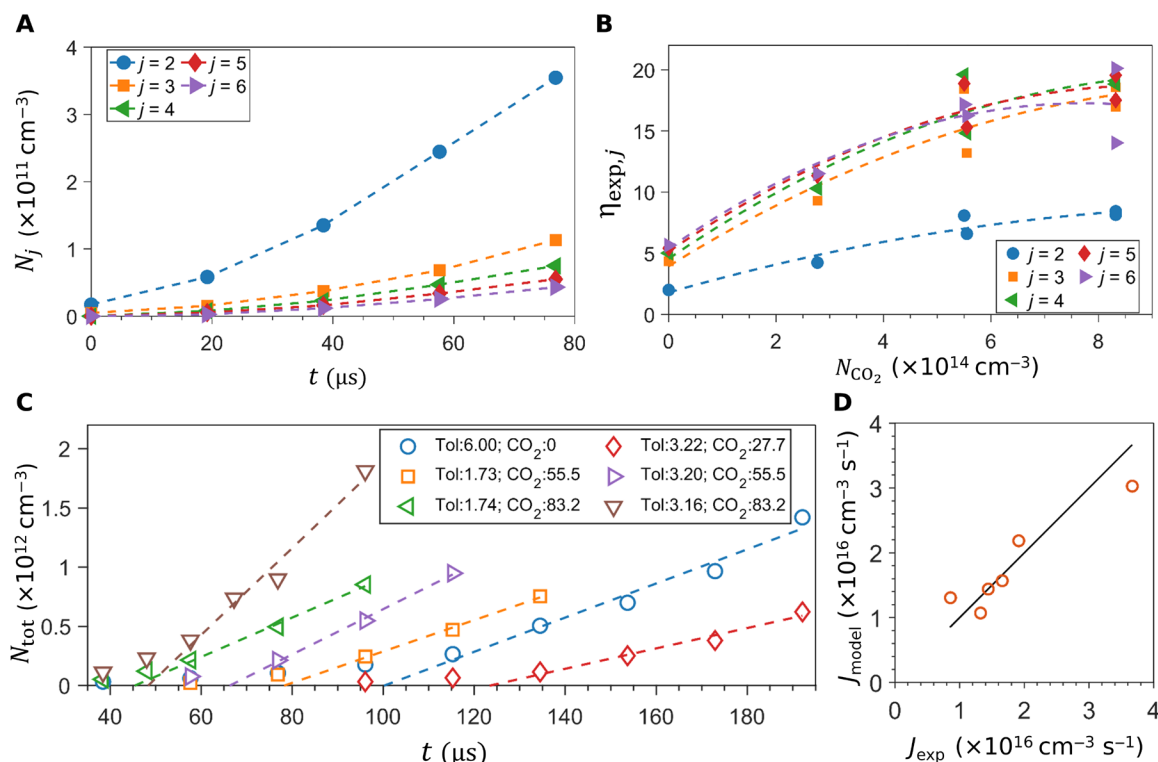 A
4
3
2
1
0
0
20
40
60
80
N_j (×10^11 cm^−3)
t (μs)
j = 2
j = 5
j = 3
j = 6
j = 4
B
20
15
10
5
0
0
2
4
6
8
η_exp,j
N_CO2 (×10^14 cm^−3)
j = 2
j = 5
j = 3
j = 6
j = 4
C
2
1.5
1
0.5
0
40
60
80
100
120
140
160
180
N_tot (×10^12 cm^−3)
t (μs)
Tol:6.00; CO2:0
Tol:3.22; CO2:27.7
Tol:1.73; CO2:55.5
Tol:3.20; CO2:55.5
Tol:1.74; CO2:83.2
Tol:3.16; CO2:83.2
D
4
3
2
1
0
0
1
2
3
4
J_model (×10^16 cm^−3 s^−1)
J_exp (×10^16 cm^−3 s^−1)